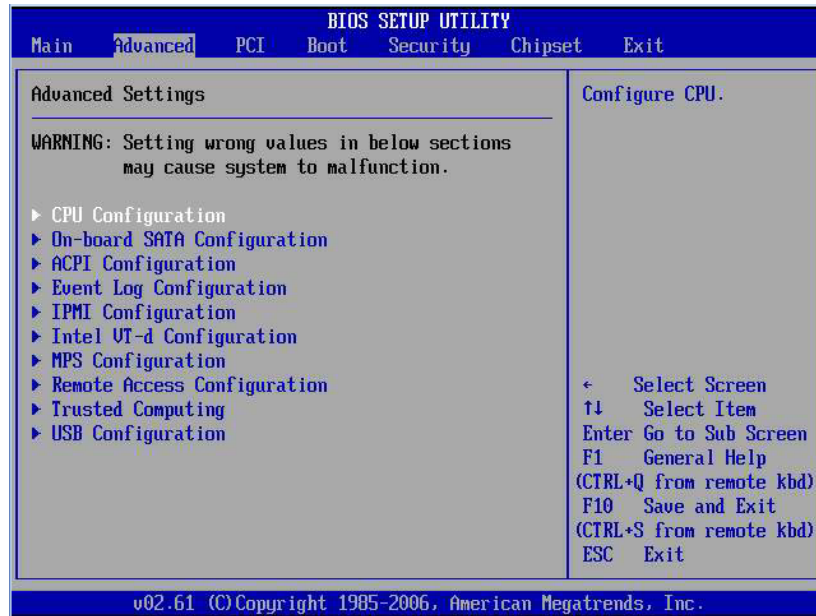 BIOS SETUP UTILITY
Main Advanced PCI Boot Security Chipset Exit
Advanced Settings
WARNING: Setting wrong values in below sections
may cause system to malfunction.
▶ CPU Configuration
▶ On-board SATA Configuration
▶ ACPI Configuration
▶ Event Log Configuration
▶ IPMI Configuration
▶ Intel VT-d Configuration
▶ MPS Configuration
▶ Remote Access Configuration
▶ Trusted Computing
▶ USB Configuration
Configure CPU.
← Select Screen
↑↓ Select Item
Enter Go to Sub Screen
F1 General Help
(CTRL+Q from remote kbd)
F10 Save and Exit
(CTRL+S from remote kbd)
ESC Exit
v02.61 (C)Copyright 1985-2006, American Megatrends, Inc.